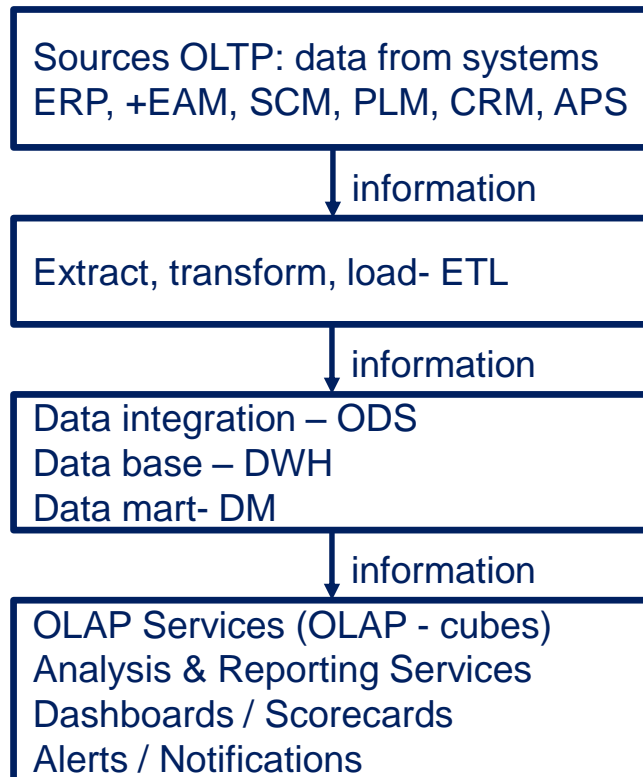 Sources OLTP: data from systems
ERP, +EAM, SCM, PLM, CRM, APS
information
Extract, transform, load- ETL
information
Data integration – ODS
Data base – DWH
Data mart- DM
information
OLAP Services (OLAP - cubes)
Analysis & Reporting Services
Dashboards / Scorecards
Alerts / Notifications